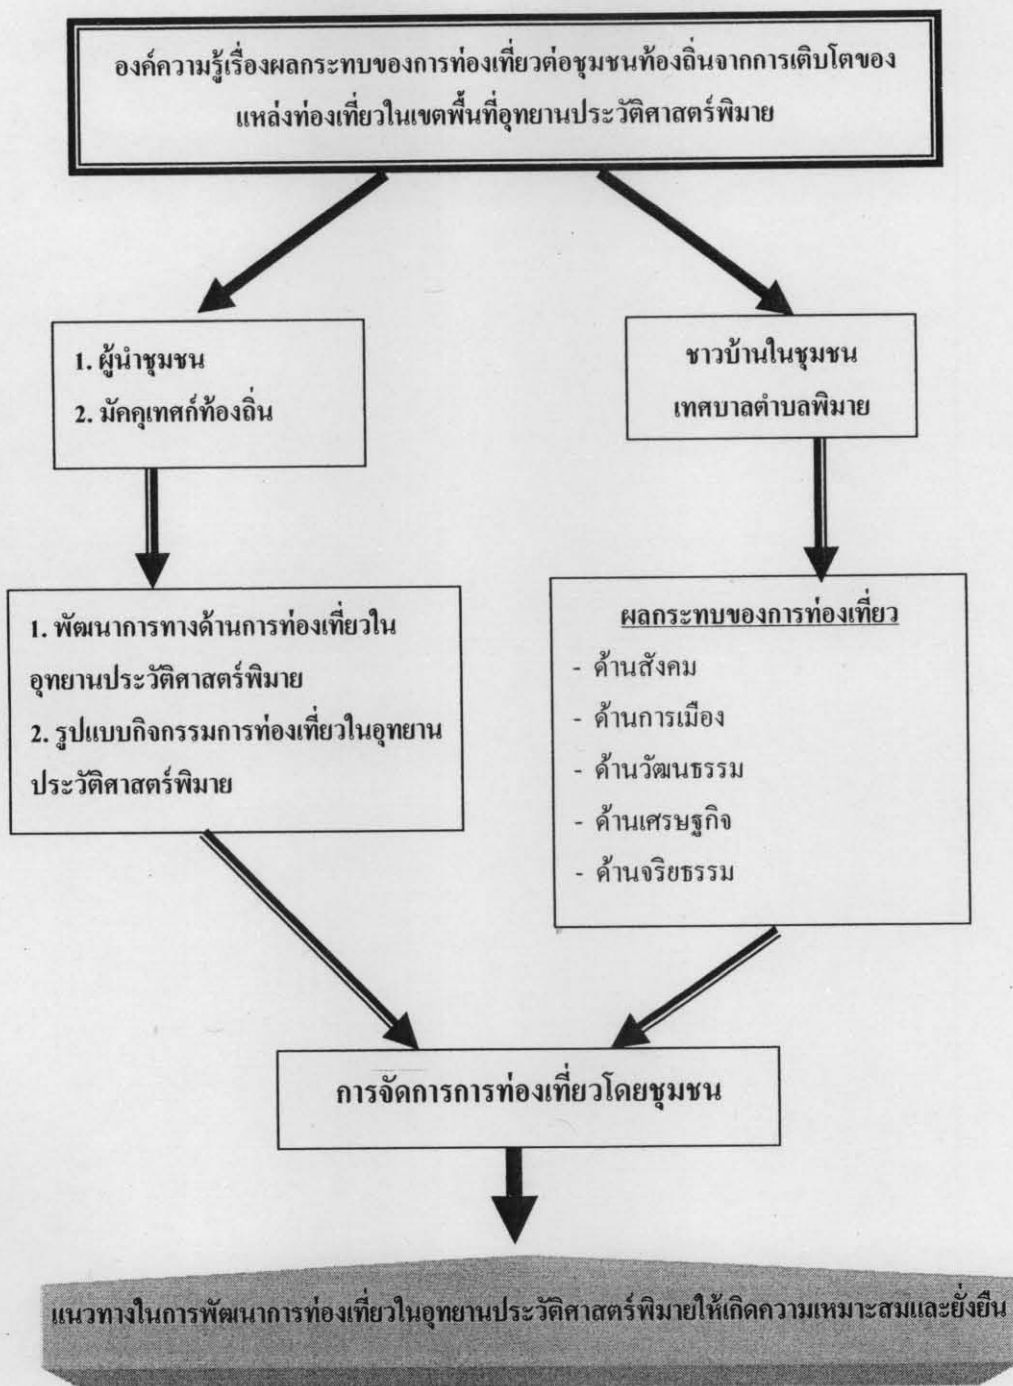 องค์ความรู้เรื่องผลกระทบของการท่องเที่ยวต่อชุมชนท้องถิ่นจากการเติบโตของ
แหล่งท่องเที่ยวในเขตพื้นที่อุทยานประวัติศาสตร์พิมาย
1. ผู้นำชุมชน
2. มัคคุเทศก์ท้องถิ่น
ชาวบ้านในชุมชน
เทศบาลตำบลพิมาย
1. พัฒนาการทางด้านการท่องเที่ยวใน
อุทยานประวัติศาสตร์พิมาย
2. รูปแบบกิจกรรมการท่องเที่ยวในอุทยาน
ประวัติศาสตร์พิมาย
ผลกระทบของการท่องเที่ยว
- ด้านสังคม
- ด้านการเมือง
- ด้านวัฒนธรรม
- ด้านเศรษฐกิจ
- ด้านจริยธรรม
การจัดการการท่องเที่ยวโดยชุมชน
แนวทางในการพัฒนาการท่องเที่ยวในอุทยานประวัติศาสตร์พิมายให้เกิดความเหมาะสมและยั่งยืน